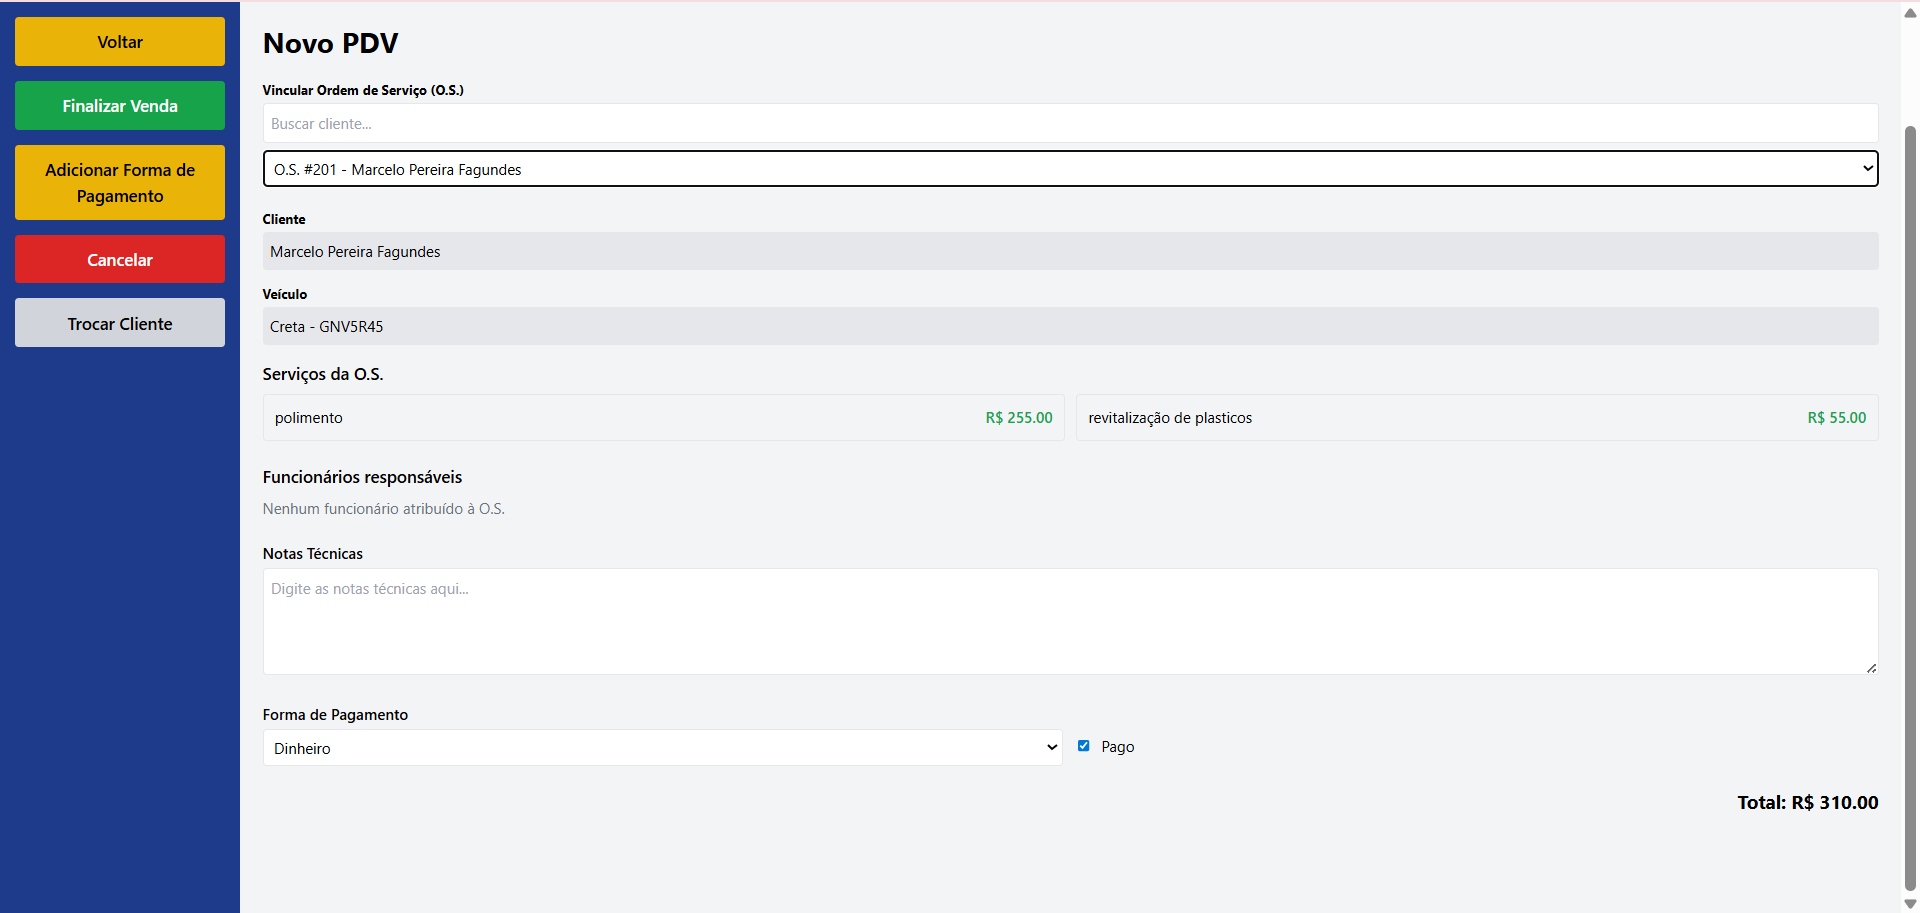 Voltar
Finalizar Venda
Adicionar Forma de
Pagamento
Cancelar
Trocar Cliente
Novo PDV
Vincular Ordem de Serviço (O.S.)
Buscar cliente...
O.S. #201 - Marcelo Pereira Fagundes
Cliente
Marcelo Pereira Fagundes
Veículo
Creta - GNV5R45
Serviços da O.S.
polimento R$ 255.00
revitalização de plasticos R$ 55.00
Funcionários responsáveis
Nenhum funcionário atribuído à O.S.
Notas Técnicas
Digite as notas técnicas aqui...
Forma de Pagamento
Dinheiro
Pago
Total: R$ 310.00